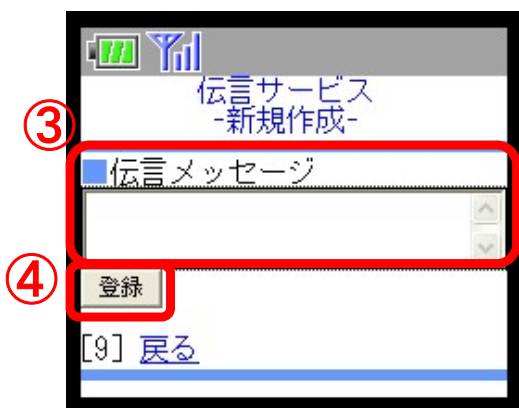 伝言サービス
-新規作成-
③
■伝言メッセージ
④
登録
[9] 戻る